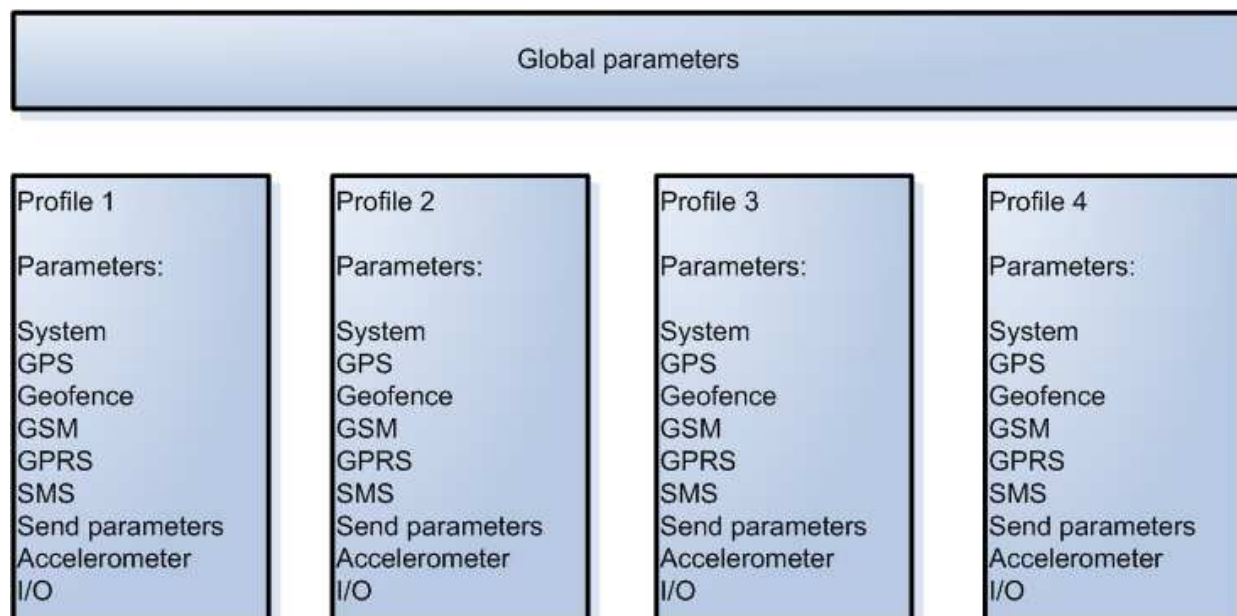 Global parameters
Profile 1
Parameters:
System
GPS
Geofence
GSM
GPRS
SMS
Send parameters
Accelerometer
I/O
Profile 2
Parameters:
System
GPS
Geofence
GSM
GPRS
SMS
Send parameters
Accelerometer
I/O
Profile 3
Parameters:
System
GPS
Geofence
GSM
GPRS
SMS
Send parameters
Accelerometer
I/O
Profile 4
Parameters:
System
GPS
Geofence
GSM
GPRS
SMS
Send parameters
Accelerometer
I/O